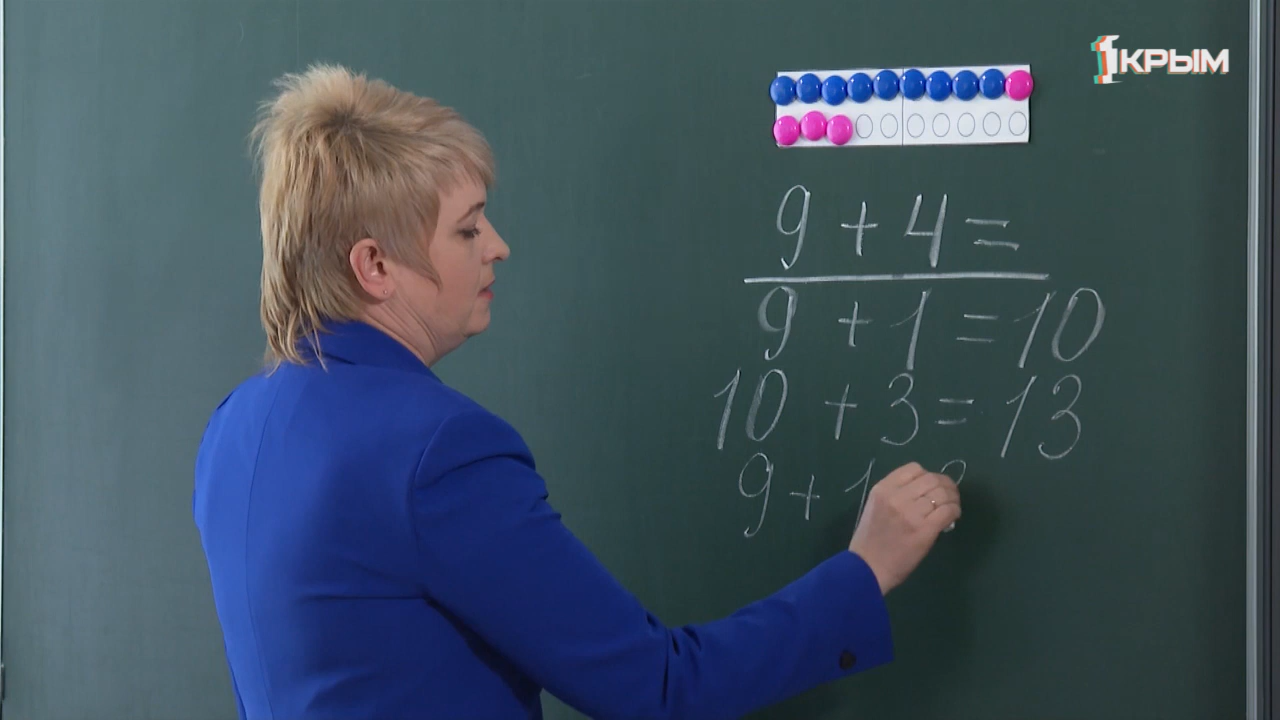 1КРЫМ
9 + 4 =
9 + 1 = 10
10 + 3 = 13
9 + 1